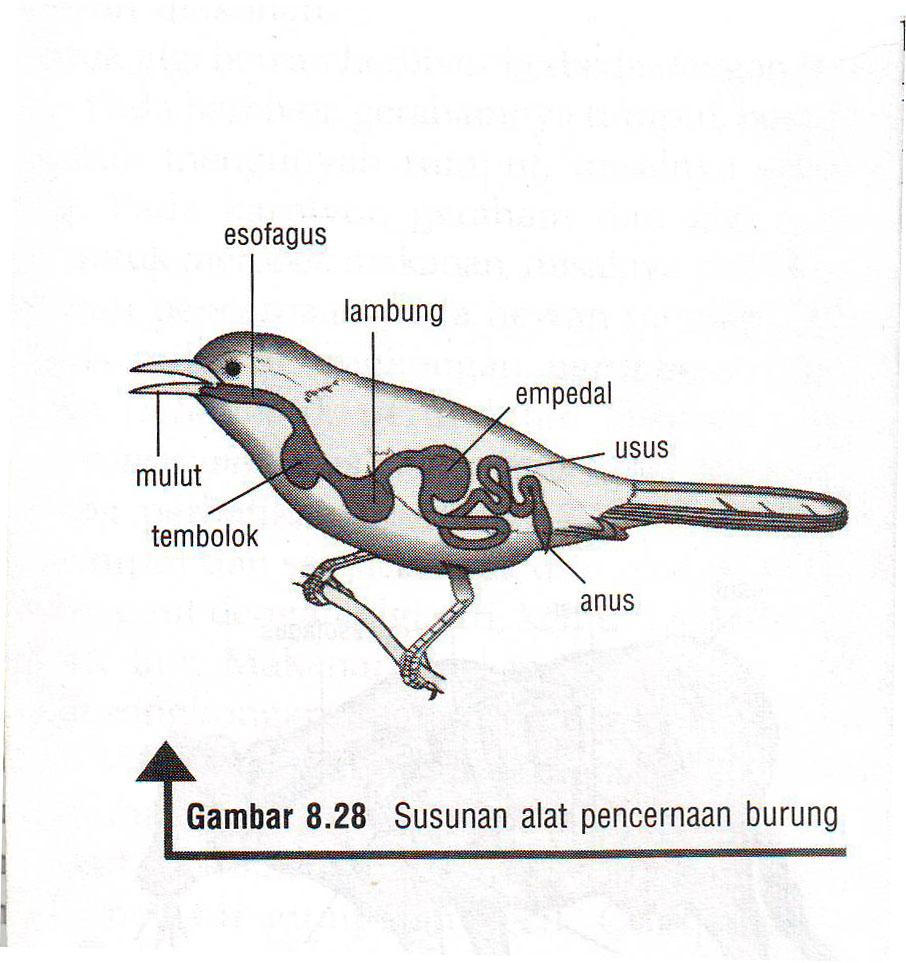 esofagus
lambung
empedal
usus
mulut
tembolok
anus
Gambar 8.28 Susunan alat pencernaan burung